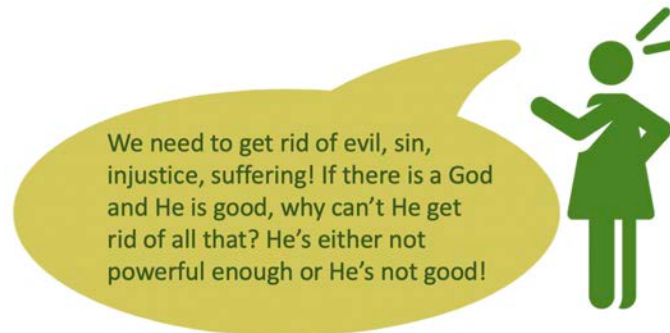 We need to get rid of evil, sin,
injustice, suffering! If there is a God
and He is good, why can’t He get
rid of all that? He’s either not
powerful enough or He’s not good!